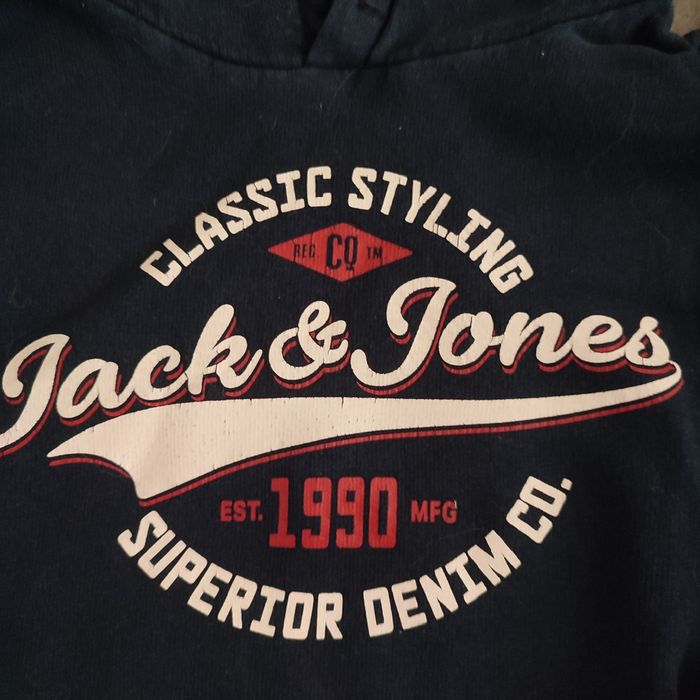 CLASSIC STYLING
REG. CO TM
Jack & Jones
EST. 1990 MFG
SUPERIOR DENIM CO.